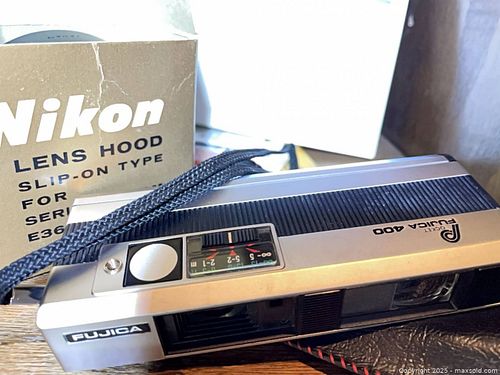 Nikon
LENS HOOD
SLIP-ON TYPE
FOR
SERI
E36
POCKET
FUJICA 400
∞ 5 5-2 2-1 m
FUJICA
Copyright 2025 - maxsold.com